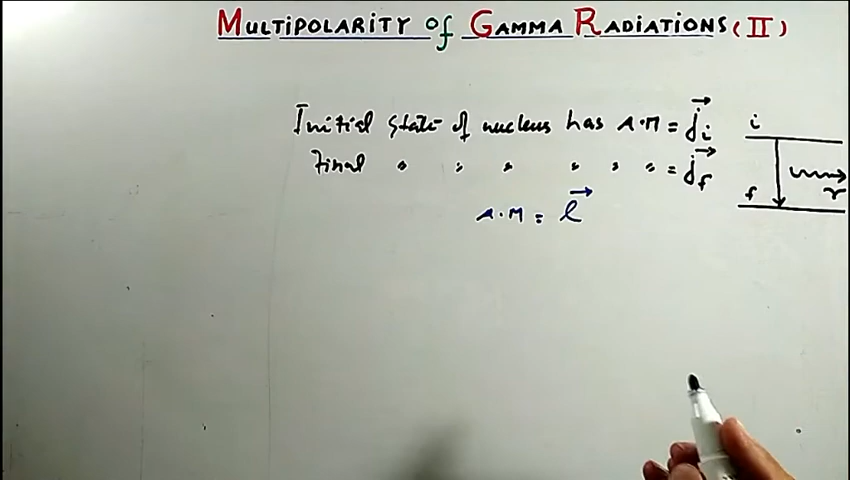 MULTIPOLARITY of GAMMA RADIATIONS (II)
Initial state of nucleus has A.M = j⃗i
Final " " " " " " = j⃗f
A.M = l⃗
i
f
γ